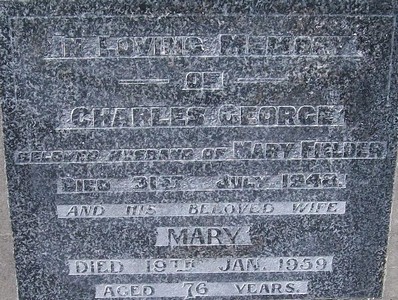 IN LOVING MEMORY
OF
CHARLES GEORGE
BELOVED HUSBAND OF MARY FIELDER
DIED 31ST JULY 1948.
AND HIS BELOVED WIFE
MARY
DIED 19TH JAN. 1959
AGED 76 YEARS.